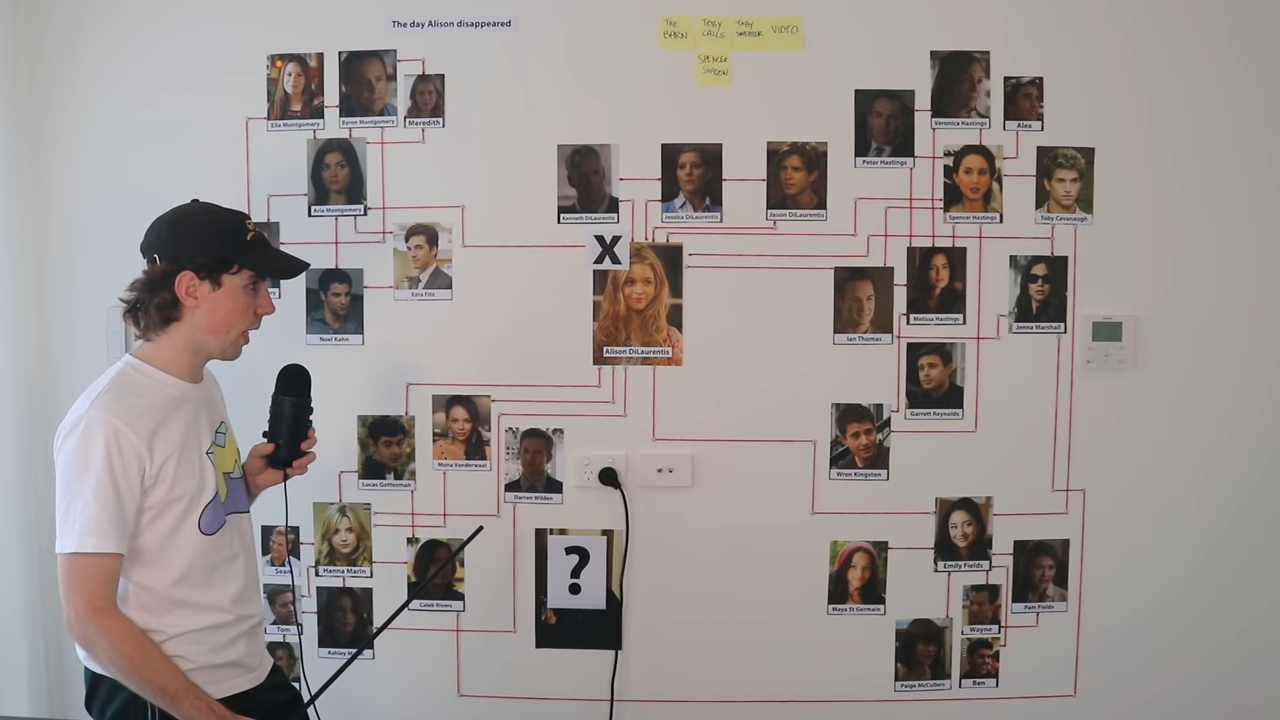 The day Alison disappeared
THE
BARN
TOBY
CALLS
TOBY
SWEATER
VIDEO
SPENCER
SHADOW
Ella Montgomery
Byron Montgomery
Meredith
Aria Montgomery
Ezra Fitz
Noel Kahn
Kenneth DiLaurentis
Jessica DiLaurentis
Jason DiLaurentis
X
Alison DiLaurentis
Peter Hastings
Veronica Hastings
Alex
Spencer Hastings
Toby Cavanaugh
Ian Thomas
Melissa Hastings
Jenna Marshall
Garrett Reynolds
Wren Kingston
Lucas Gottesman
Mona Vanderwaal
Darren Wilden
Sean
Hanna Marin
Caleb Rivers
Tom
Ashley
?
Emily Fields
Maya St Germain
Pam Fields
Wayne
Paige McCullers
Ben